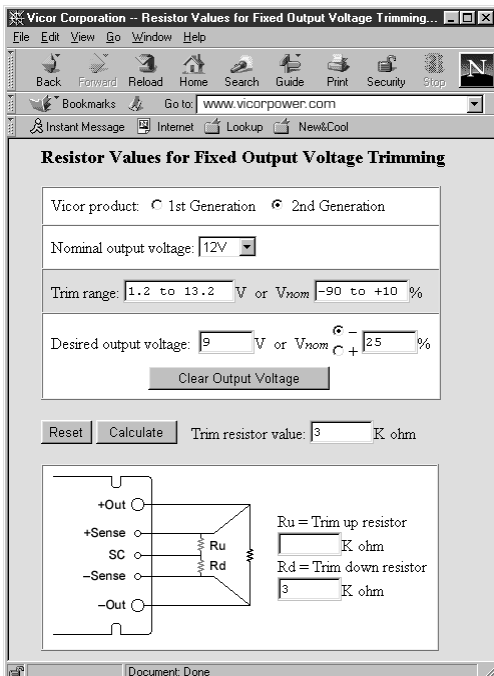 Vicor Corporation -- Resistor Values for Fixed Output Voltage Trimming...
File Edit View Go Window Help
Back Forward Reload Home Search Guide Print Security Stop N
Bookmarks Go to: www.vicorpower.com
Instant Message Internet Lookup New&Cool
Resistor Values for Fixed Output Voltage Trimming
Vicor product: 1st Generation 2nd Generation
Nominal output voltage: 12V
Trim range: 1.2 to 13.2 V or Vnom -90 to +10 %
Desired output voltage: 9 V or Vnom − + 25 %
Clear Output Voltage
Reset Calculate Trim resistor value: 3 K ohm
+Out
+Sense
SC
−Sense
−Out
Ru
Rd
Ru = Trim up resistor
K ohm
Rd = Trim down resistor
3 K ohm
Document: Done